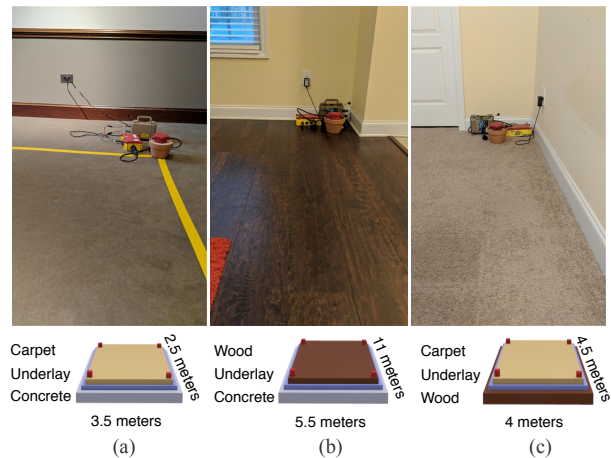 Carpet
Underlay
Concrete
2.5 meters
3.5 meters
(a)
Wood
Underlay
Concrete
11 meters
5.5 meters
(b)
Carpet
Underlay
Wood
4.5 meters
4 meters
(c)